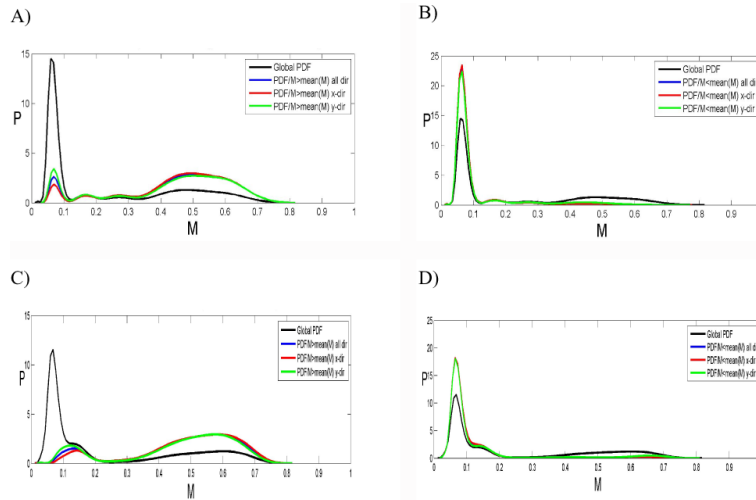 A)
15
10
5
0
P
0 0.1 0.2 0.3 0.4 0.5 0.6 0.7 0.8 0.9 1
M
Global PDF
PDF/M>mean(M) all dir
PDF/M>mean(M) x-dir
PDF/M>mean(M) y-dir
B)
25
20
15
10
5
0
P
0 0.1 0.2 0.3 0.4 0.5 0.6 0.7 0.8 0.9 1
M
Global PDF
PDF/M<mean(M) all dir
PDF/M<mean(M) x-dir
PDF/M<mean(M) y-dir
C)
15
10
5
0
P
0 0.1 0.2 0.3 0.4 0.5 0.6 0.7 0.8 0.9 1
M
Global PDF
PDF/M>mean(M) all dir
PDF/M>mean(M) x-dir
PDF/M>mean(M) y-dir
D)
25
20
15
10
5
0
P
0 0.1 0.2 0.3 0.4 0.5 0.6 0.7 0.8 0.9 1
M
Global PDF
PDF/M<mean(M) all dir
PDF/M<mean(M) x-dir
PDF/M<mean(M) y-dir